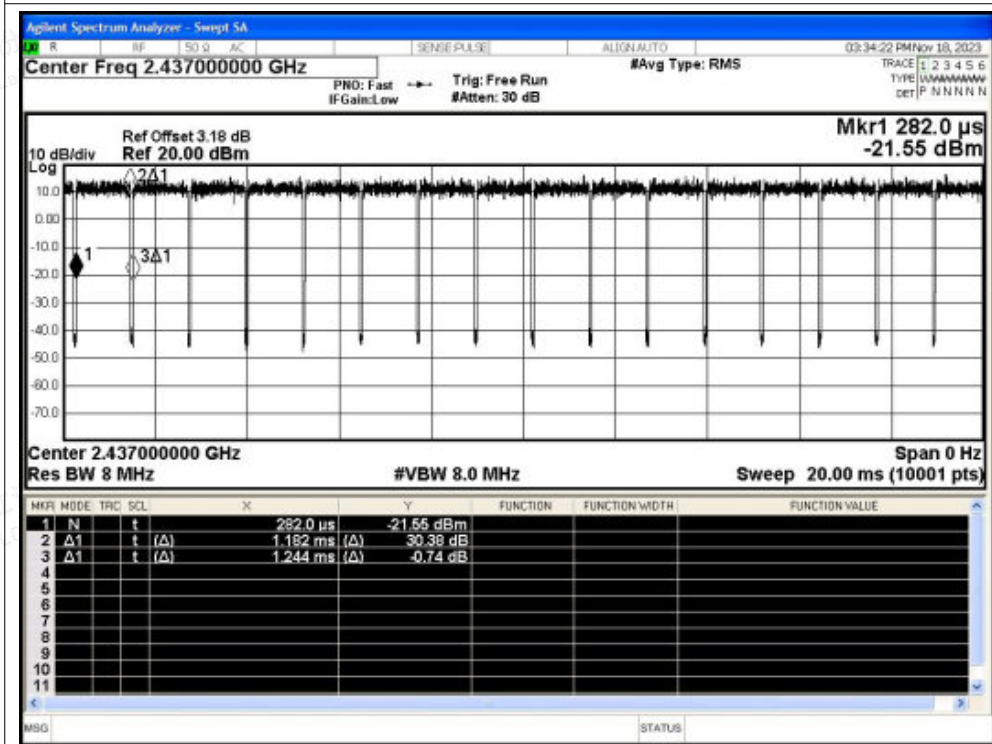 Agilent Spectrum Analyzer - Swept SA
R RF 50 Ω AC SENSE:PULSE ALIGN AUTO 03:34:22 PM Nov 18, 2023
Center Freq 2.437000000 GHz #Avg Type: RMS TRACE 1 2 3 4 5 6
PNO: Fast Trig: Free Run TYPE WWWWWW
IFGain:Low #Atten: 30 dB DET P N N N N N
Mkr1 282.0 µs
Ref Offset 3.18 dB
10 dB/div Ref 20.00 dBm -21.55 dBm
Log
2Δ1
10.0
0.00
-10.0
1
3Δ1
-20.0
-30.0
-40.0
-50.0
-60.0
-70.0
Center 2.437000000 GHz Span 0 Hz
Res BW 8 MHz #VBW 8.0 MHz Sweep 20.00 ms (10001 pts)
MKR MODE TRC SCL X Y FUNCTION FUNCTION WIDTH FUNCTION VALUE
1 N t 282.0 µs -21.55 dBm
2 Δ1 t (Δ) 1.182 ms (Δ) 30.38 dB
3 Δ1 t (Δ) 1.244 ms (Δ) -0.74 dB
4
5
6
7
8
9
10
11
MSG STATUS